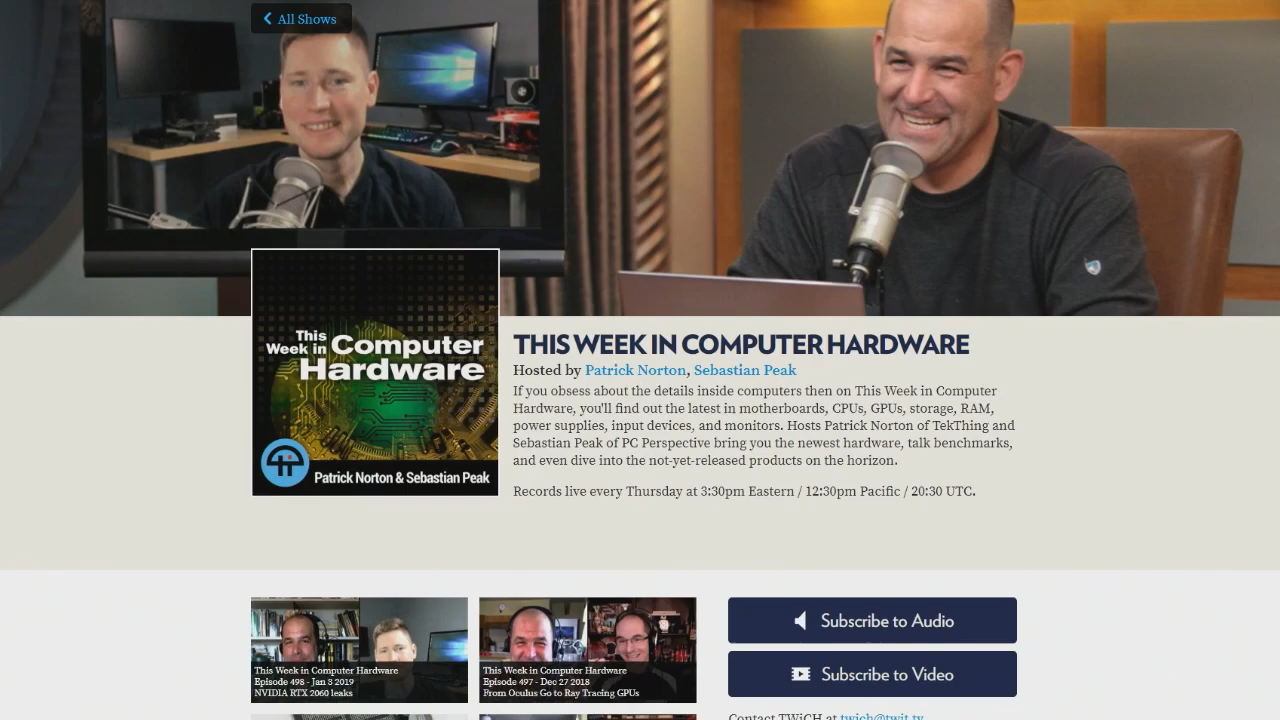 All Shows
This
Week in Computer
Hardware
Patrick Norton & Sebastian Peak
THIS WEEK IN COMPUTER HARDWARE
Hosted by Patrick Norton, Sebastian Peak
If you obsess about the details inside computers then on This Week in Computer
Hardware, you'll find out the latest in motherboards, CPUs, GPUs, storage, RAM,
power supplies, input devices, and monitors. Hosts Patrick Norton of TekThing and
Sebastian Peak of PC Perspective bring you the newest hardware, talk benchmarks,
and even dive into the not-yet-released products on the horizon.
Records live every Thursday at 3:30pm Eastern / 12:30pm Pacific / 20:30 UTC.
This Week in Computer Hardware
Episode 498 - Jan 3 2019
NVIDIA RTX 2060 leaks
This Week in Computer Hardware
Episode 497 - Dec 27 2018
From Oculus Go to Ray Tracing GPUs
Subscribe to Audio
Subscribe to Video
Contact TWiCH at twich@twit.tv